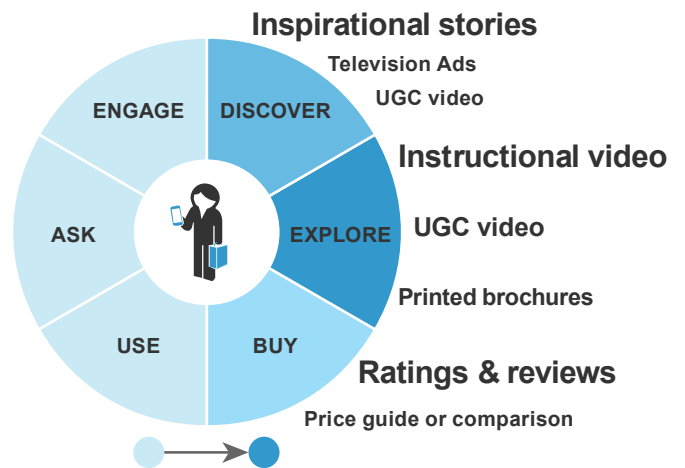 Inspirational stories
Television Ads
UGC video
ENGAGE
DISCOVER
Instructional video
ASK
EXPLORE
UGC video
Printed brochures
USE
BUY
Ratings & reviews
Price guide or comparison